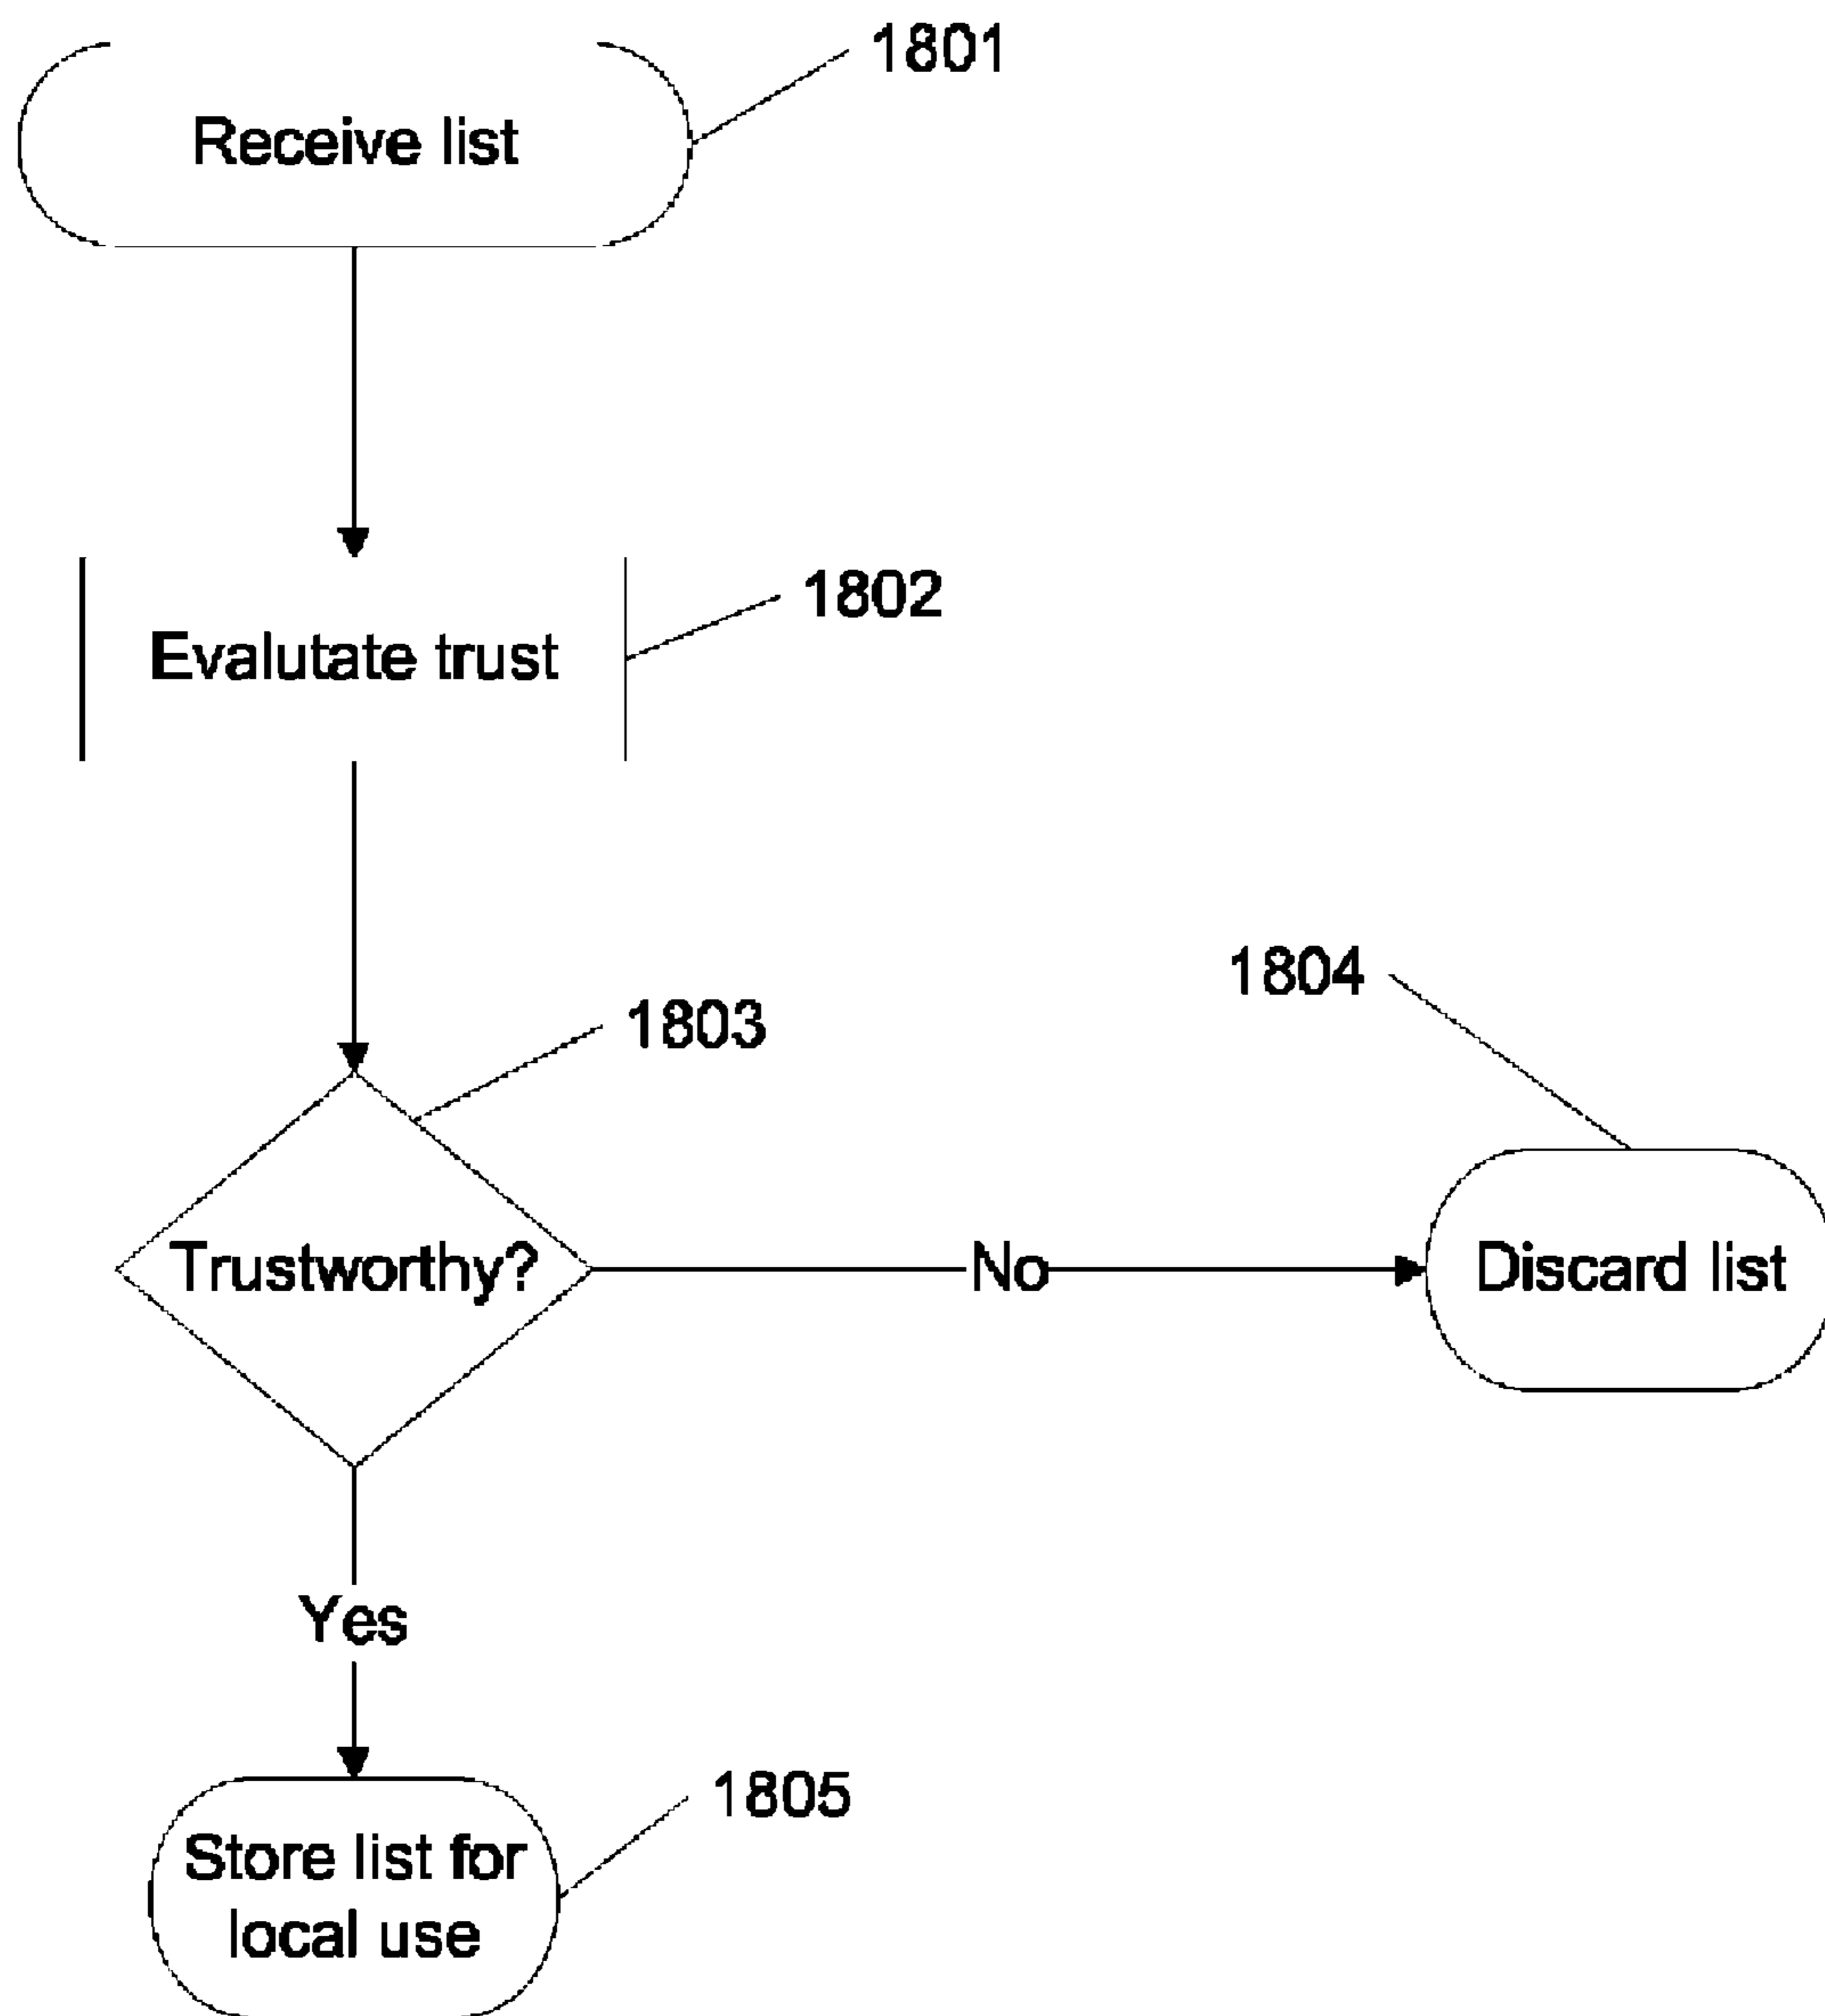 1801
Receive list
1802
Evalutate trust
1803
1804
Trustworthy?
No
Discard list
Yes
1805
Store list for
local use